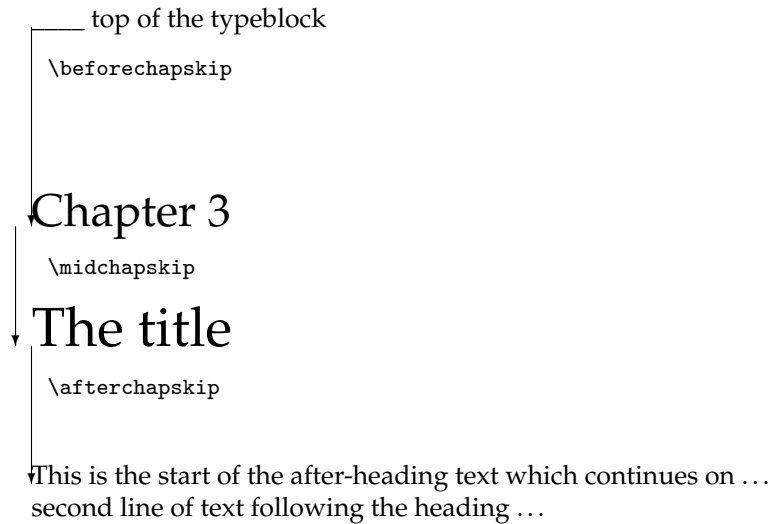 ____ top of the typeblock
\beforechapskip
Chapter 3
\midchapskip
The title
\afterchapskip
This is the start of the after-heading text which continues on ...
second line of text following the heading ...